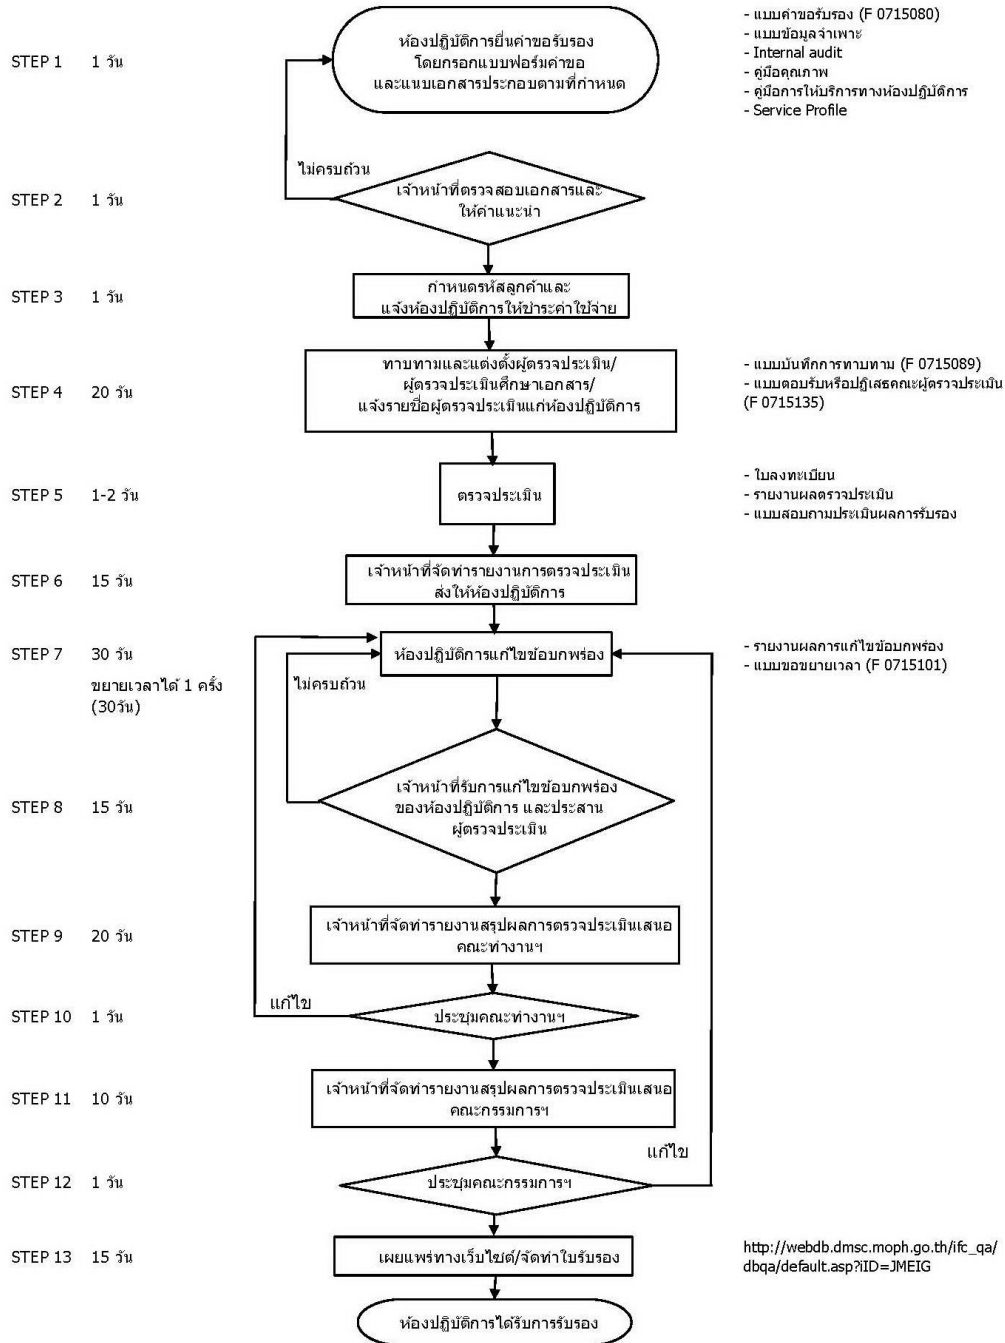 STEP 1 1 วัน
ห้องปฏิบัติการยื่นคำขอรับรอง
โดยกรอกแบบฟอร์มคำขอ
และแนบเอกสารประกอบตามที่กำหนด
- แบบคำขอรับรอง (F 0715080)
- แบบข้อมูลจำเพาะ
- Internal audit
- คู่มือคุณภาพ
- คู่มือการให้บริการทางห้องปฏิบัติการ
- Service Profile
ไม่ครบถ้วน
STEP 2 1 วัน
เจ้าหน้าที่ตรวจสอบเอกสารและ
ให้คำแนะนำ
STEP 3 1 วัน
กำหนดรหัสลูกค้าและ
แจ้งห้องปฏิบัติการให้ชำระค่าใช้จ่าย
STEP 4 20 วัน
ทาบทามและแต่งตั้งผู้ตรวจประเมิน/
ผู้ตรวจประเมินศึกษาเอกสาร/
แจ้งรายชื่อผู้ตรวจประเมินแก่ห้องปฏิบัติการ
- แบบบันทึกการทาบทาม (F 0715089)
- แบบตอบรับหรือปฏิเสธคณะผู้ตรวจประเมิน
(F 0715135)
STEP 5 1-2 วัน
ตรวจประเมิน
- ใบลงทะเบียน
- รายงานผลตรวจประเมิน
- แบบสอบถามประเมินผลการรับรอง
STEP 6 15 วัน
เจ้าหน้าที่จัดทำรายงานการตรวจประเมิน
ส่งให้ห้องปฏิบัติการ
STEP 7 30 วัน
ขยายเวลาได้ 1 ครั้ง
(30วัน)
ห้องปฏิบัติการแก้ไขข้อบกพร่อง
- รายงานผลการแก้ไขข้อบกพร่อง
- แบบขอขยายเวลา (F 0715101)
ไม่ครบถ้วน
STEP 8 15 วัน
เจ้าหน้าที่รับการแก้ไขข้อบกพร่อง
ของห้องปฏิบัติการ และประสาน
ผู้ตรวจประเมิน
STEP 9 20 วัน
เจ้าหน้าที่จัดทำรายงานสรุปผลการตรวจประเมินเสนอ
คณะทำงานฯ
แก้ไข
STEP 10 1 วัน
ประชุมคณะทำงานฯ
STEP 11 10 วัน
เจ้าหน้าที่จัดทำรายงานสรุปผลการตรวจประเมินเสนอ
คณะกรรมการฯ
แก้ไข
STEP 12 1 วัน
ประชุมคณะกรรมการฯ
STEP 13 15 วัน
เผยแพร่ทางเว็บไซต์/จัดทำใบรับรอง
http://webdb.dmsc.moph.go.th/ifc_qa/
dbqa/default.asp?iID=JMEIG
ห้องปฏิบัติการได้รับการรับรอง